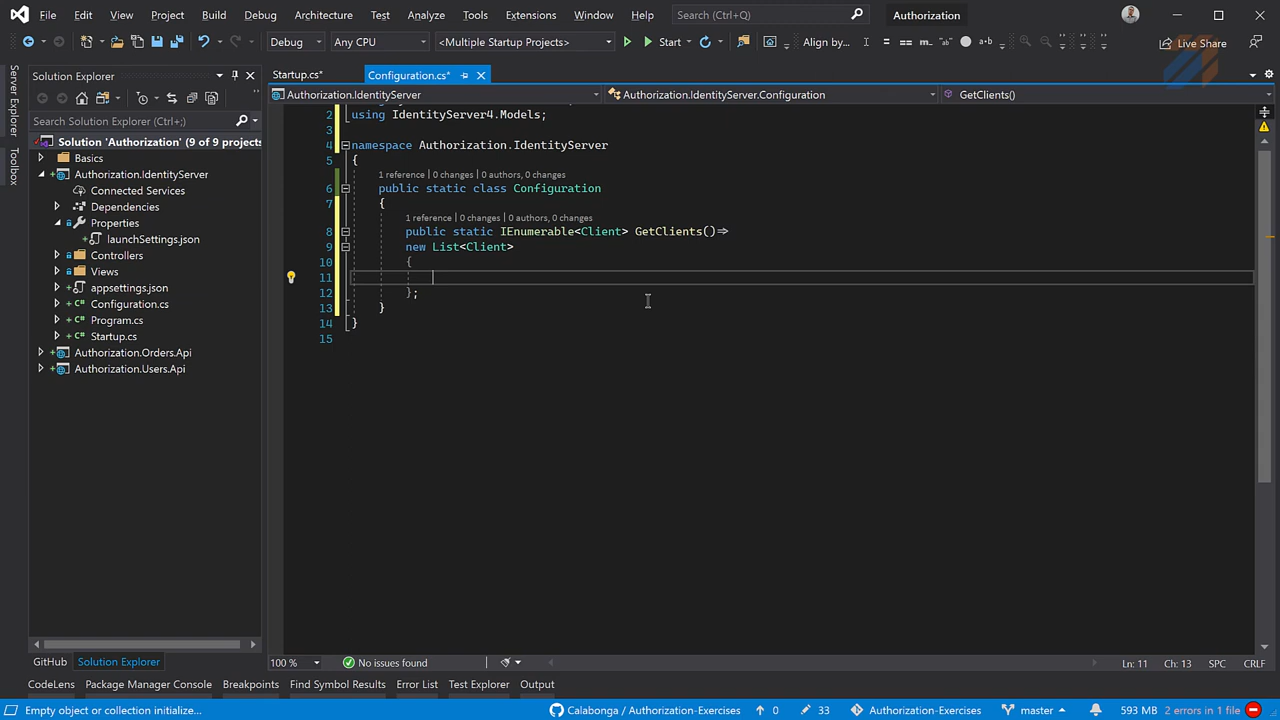 File Edit View Project Build Debug Architecture Test Analyze Tools Extensions Window Help Search (Ctrl+Q) Authorization
Debug Any CPU <Multiple Startup Projects> Start Align by... Live Share
Server Explorer
Toolbox
Solution Explorer
Search Solution Explorer (Ctrl+;)
Solution 'Authorization' (9 of 9 projects
Basics
Authorization.IdentityServer
Connected Services
Dependencies
Properties
launchSettings.json
Controllers
Views
appsettings.json
Configuration.cs
Program.cs
Startup.cs
Authorization.Orders.Api
Authorization.Users.Api
GitHub Solution Explorer
Startup.cs* Configuration.cs*
Authorization.IdentityServer Authorization.IdentityServer.Configuration GetClients()
2 using IdentityServer4.Models;
3
4 namespace Authorization.IdentityServer
5 {
1 reference | 0 changes | 0 authors, 0 changes
6 public static class Configuration
7 {
1 reference | 0 changes | 0 authors, 0 changes
8 public static IEnumerable<Client> GetClients()=>
9 new List<Client>
10 {
11
12 };
13 }
14 }
15
100 % No issues found Ln: 11 Ch: 13 SPC CRLF
CodeLens Package Manager Console Breakpoints Find Symbol Results Error List Test Explorer Output
Empty object or collection initialize... Calabonga / Authorization-Exercises 0 33 Authorization-Exercises master 593 MB 2 errors in 1 file